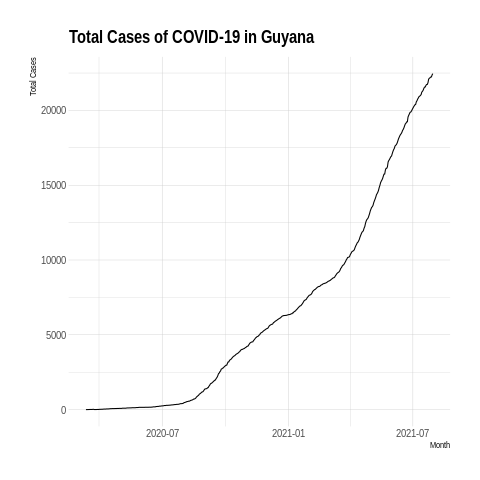 Total Cases of COVID-19 in Guyana
Total Cases
20000
15000
10000
5000
0
2020-07 2021-01 2021-07
Month